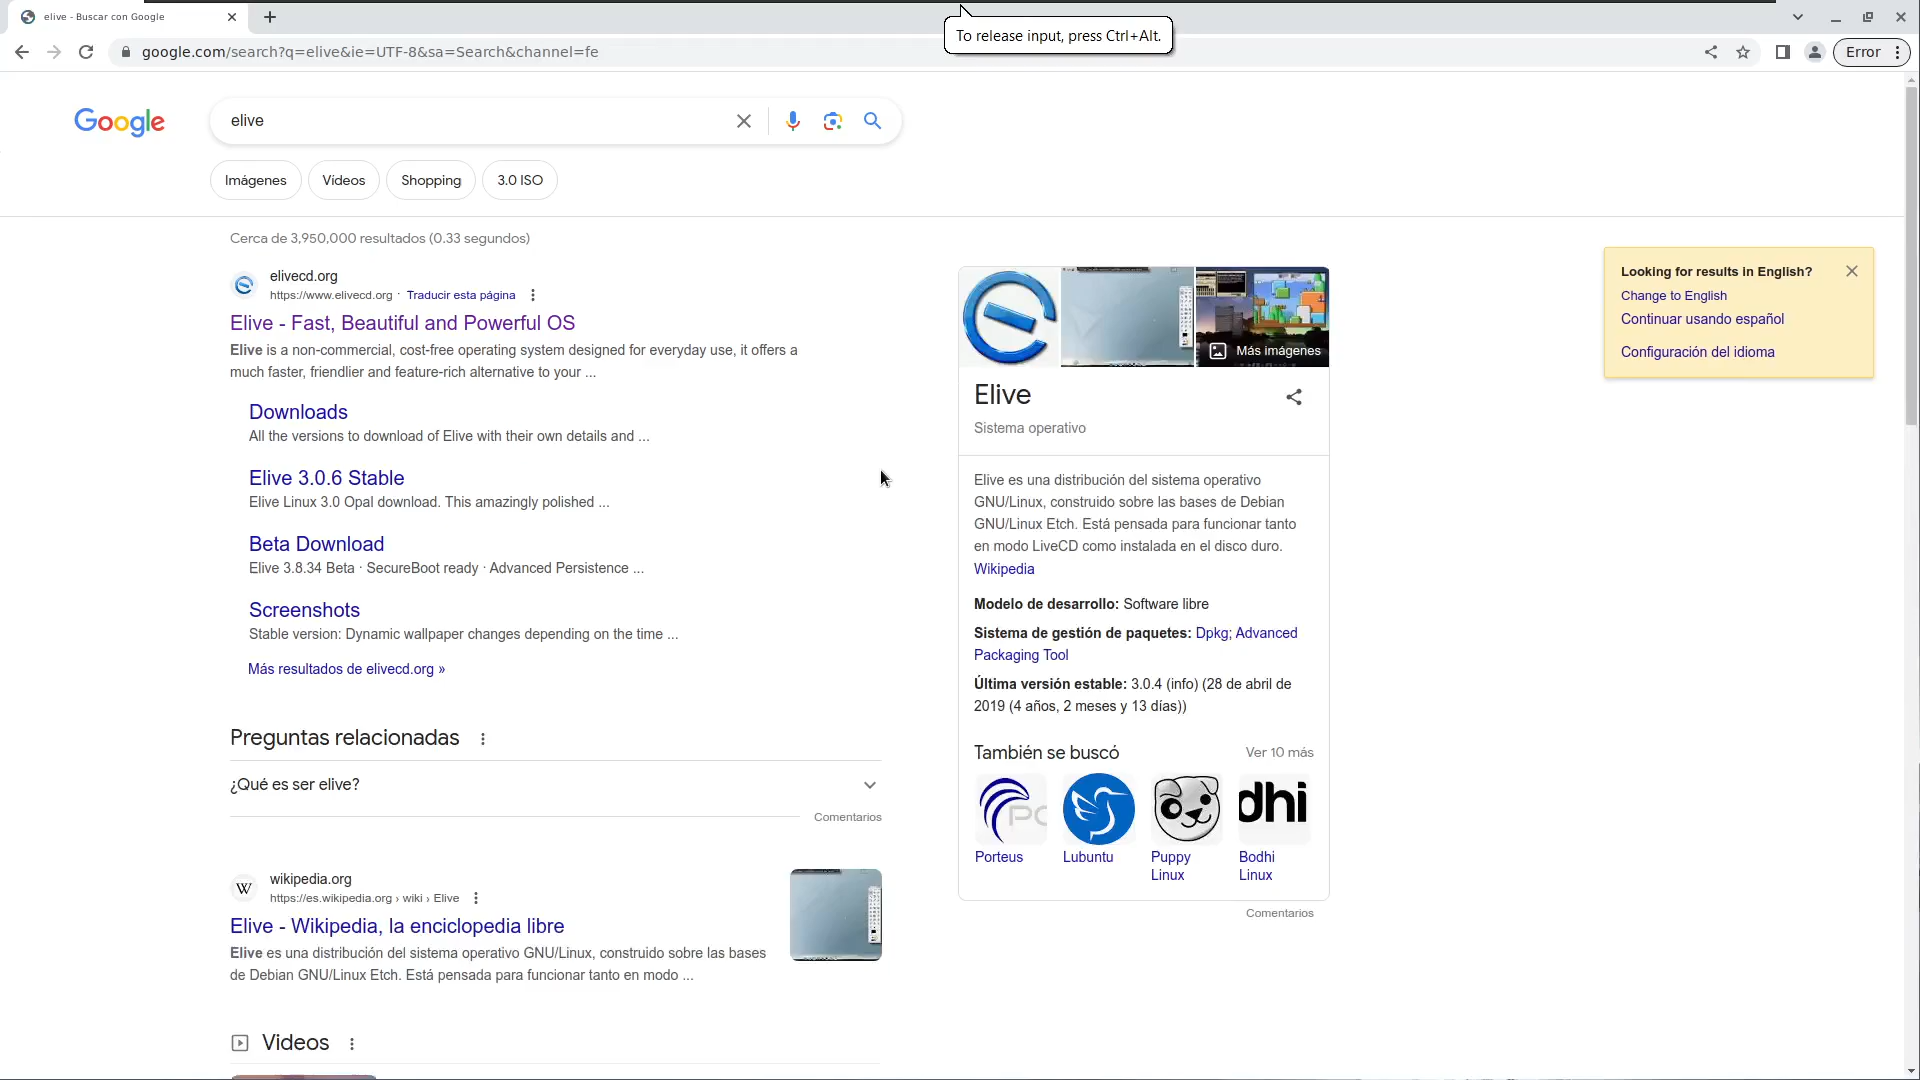 elive - Buscar con Google
To release input, press Ctrl+Alt.
google.com/search?q=elive&ie=UTF-8&sa=Search&channel=fe
Error
Google
elive
Imágenes
Videos
Shopping
3.0 ISO
Cerca de 3,950,000 resultados (0.33 segundos)
elivecd.org
https://www.elivecd.org · Traducir esta página
Elive - Fast, Beautiful and Powerful OS
Elive is a non-commercial, cost-free operating system designed for everyday use, it offers a
much faster, friendlier and feature-rich alternative to your ...
Downloads
All the versions to download of Elive with their own details and ...
Elive 3.0.6 Stable
Elive Linux 3.0 Opal download. This amazingly polished ...
Beta Download
Elive 3.8.34 Beta · SecureBoot ready · Advanced Persistence ...
Screenshots
Stable version: Dynamic wallpaper changes depending on the time ...
Más resultados de elivecd.org »
Preguntas relacionadas
¿Qué es ser elive?
Comentarios
wikipedia.org
https://es.wikipedia.org › wiki › Elive
Elive - Wikipedia, la enciclopedia libre
Elive es una distribución del sistema operativo GNU/Linux, construido sobre las bases
de Debian GNU/Linux Etch. Está pensada para funcionar tanto en modo ...
Videos
Más imágenes
Elive
Sistema operativo
Elive es una distribución del sistema operativo
GNU/Linux, construido sobre las bases de Debian
GNU/Linux Etch. Está pensada para funcionar tanto
en modo LiveCD como instalada en el disco duro.
Wikipedia
Modelo de desarrollo: Software libre
Sistema de gestión de paquetes: Dpkg; Advanced
Packaging Tool
Última versión estable: 3.0.4 (info) (28 de abril de
2019 (4 años, 2 meses y 13 días))
También se buscó
Ver 10 más
PC
dhi
Porteus
Lubuntu
Puppy
Linux
Bodhi
Linux
Comentarios
Looking for results in English?
Change to English
Continuar usando español
Configuración del idioma